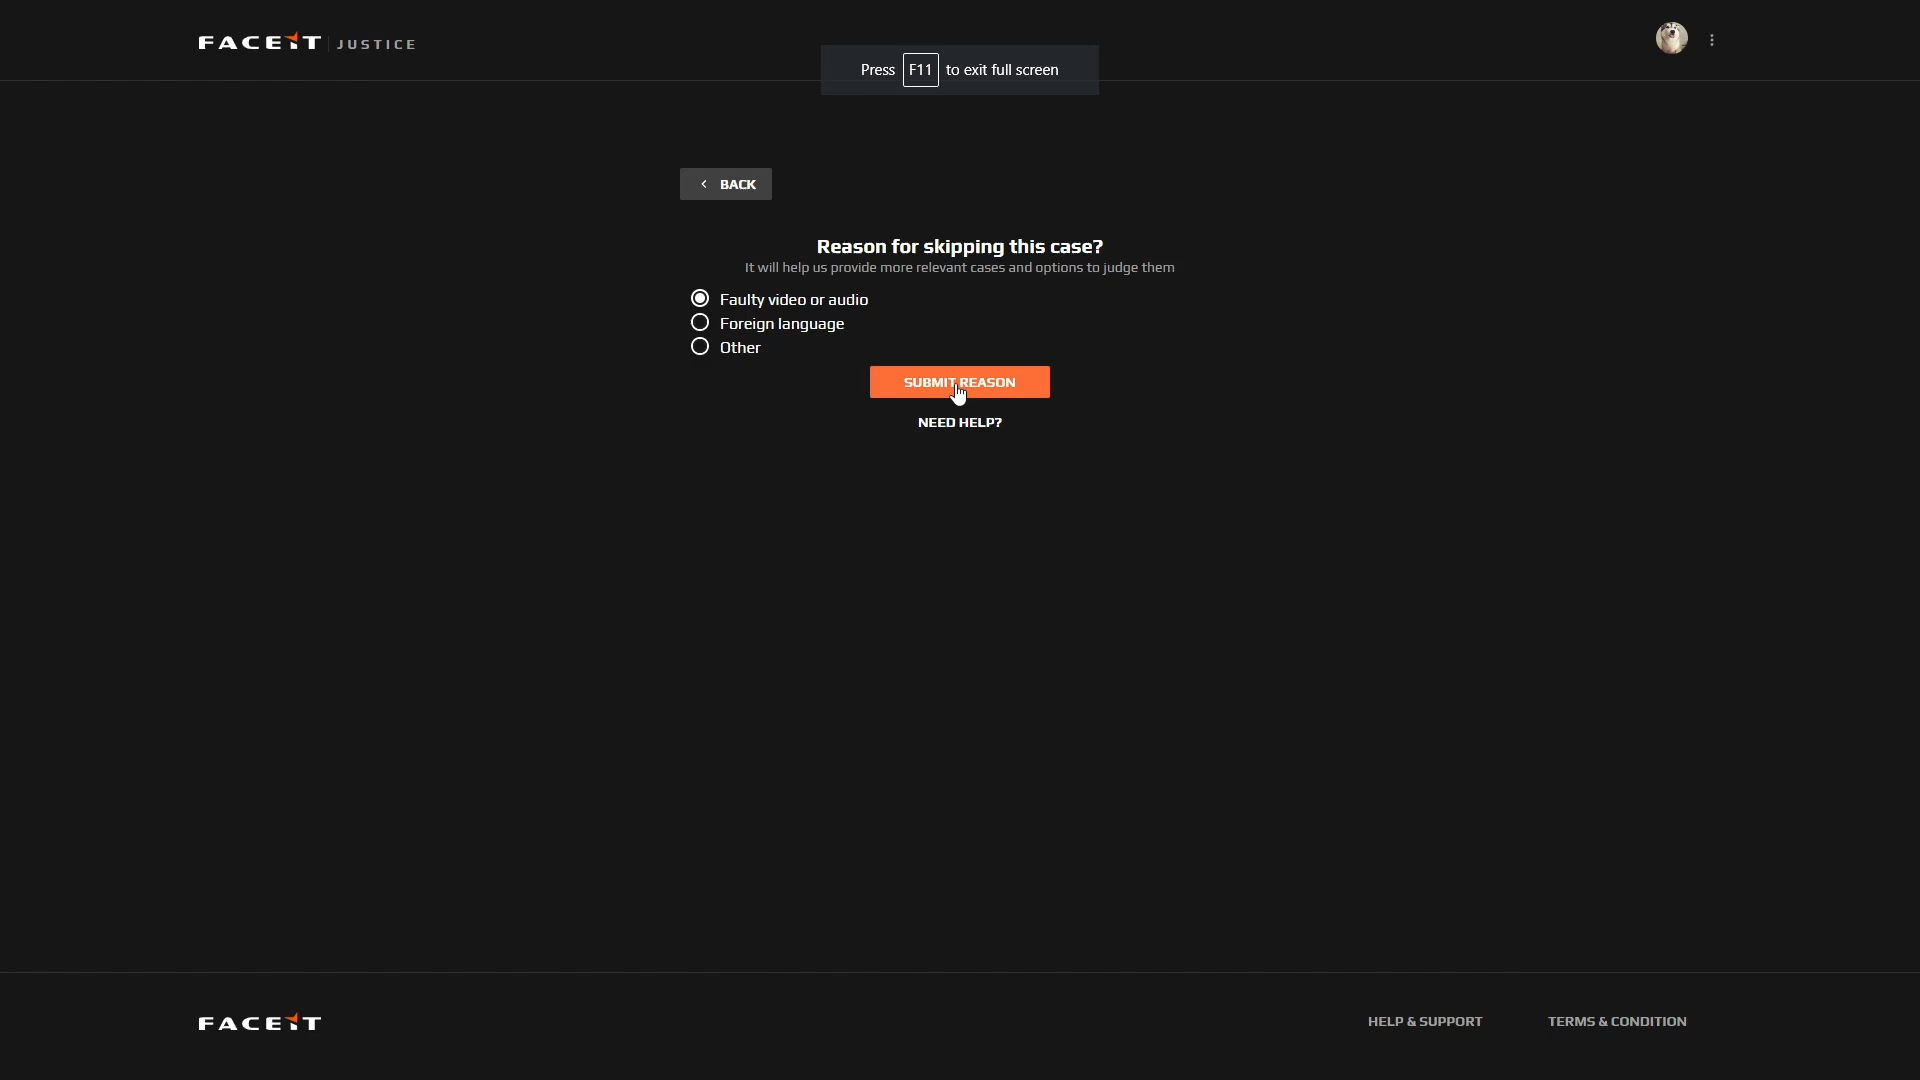 FACEIT JUSTICE
Press F11 to exit full screen
BACK
Reason for skipping this case?
It will help us provide more relevant cases and options to judge them
Faulty video or audio
Foreign language
Other
SUBMIT REASON
NEED HELP?
FACEIT
HELP & SUPPORT
TERMS & CONDITION